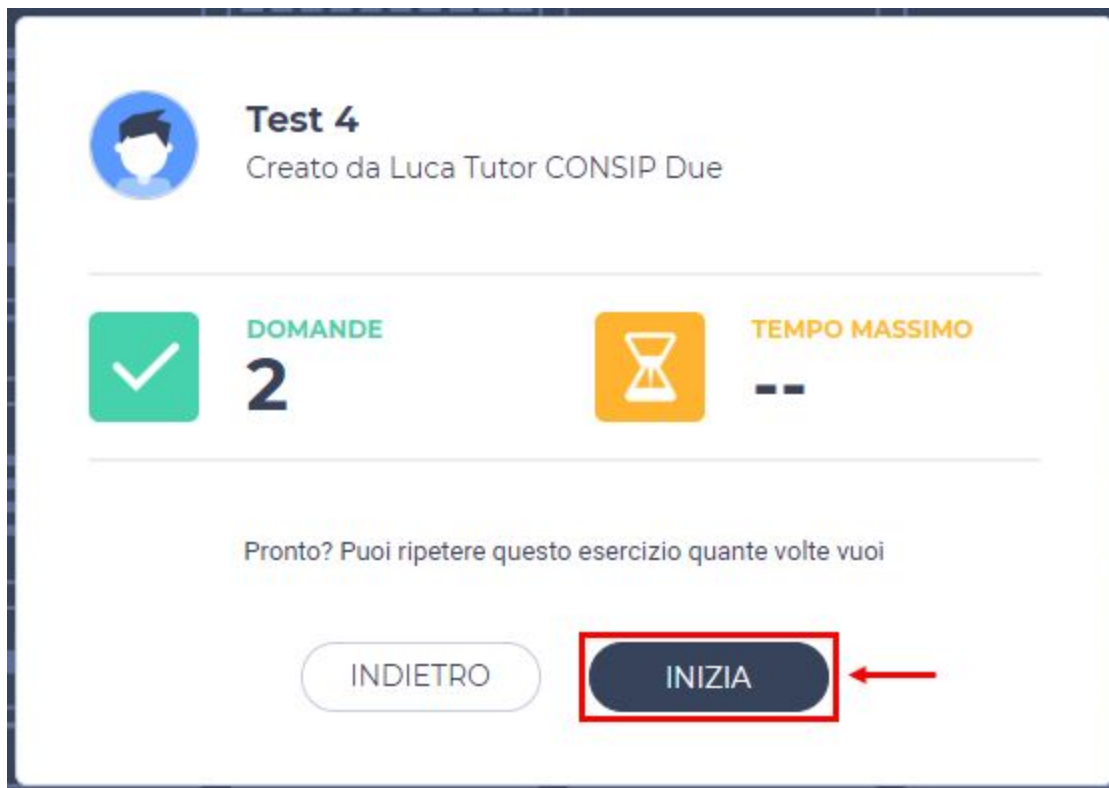 Test 4
Creato da Luca Tutor CONSIP Due
DOMANDE
2
TEMPO MASSIMO
--
Pronto? Puoi ripetere questo esercizio quante volte vuoi
INDIETRO
INIZIA